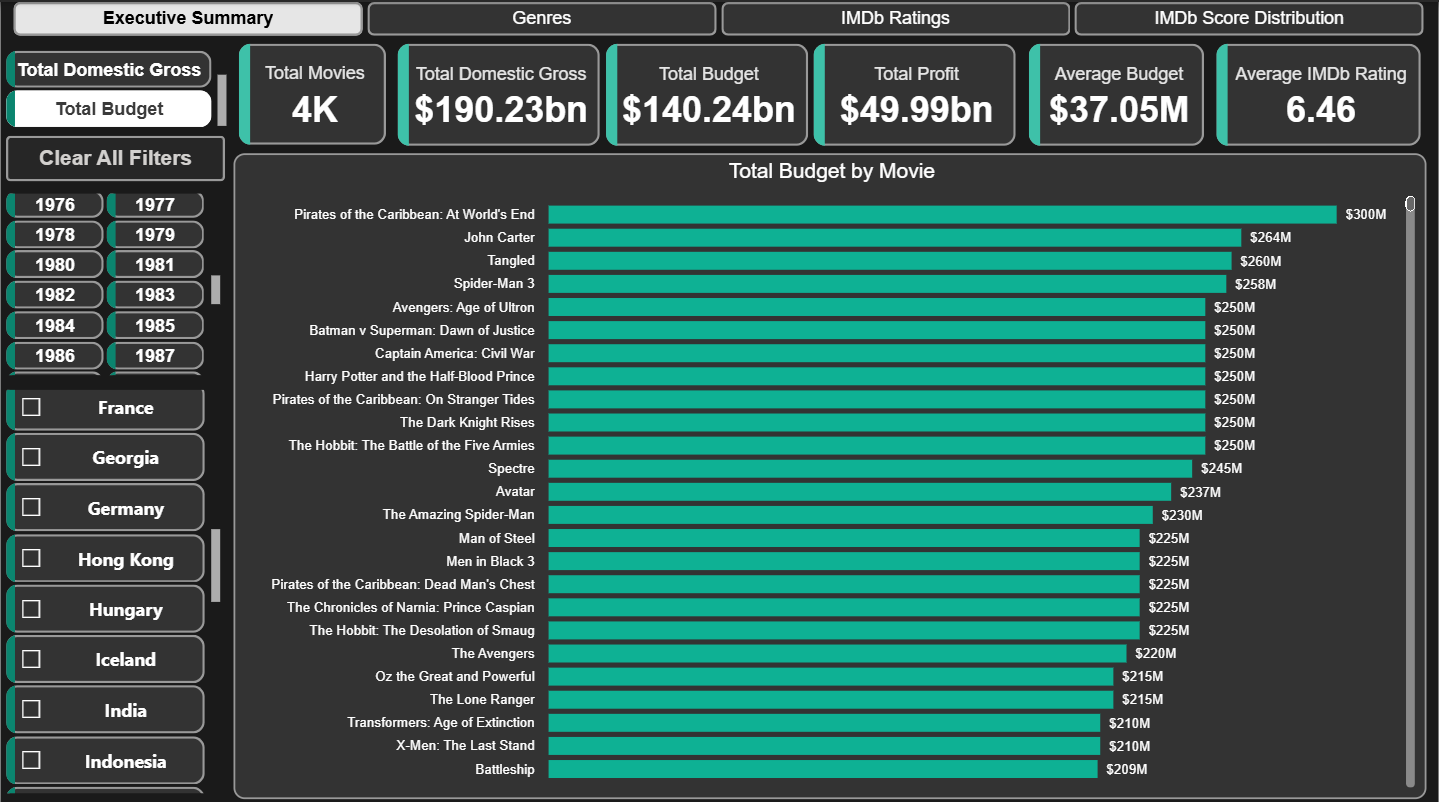 Executive Summary
Genres
IMDb Ratings
IMDb Score Distribution
Total Domestic Gross
Total Budget
Clear All Filters
Total Movies
4K
Total Domestic Gross
$190.23bn
Total Budget
$140.24bn
Total Profit
$49.99bn
Average Budget
$37.05M
Average IMDb Rating
6.46
1976 1977
1978 1979
1980 1981
1982 1983
1984 1985
1986 1987
France
Georgia
Germany
Hong Kong
Hungary
Iceland
India
Indonesia
Total Budget by Movie
Pirates of the Caribbean: At World's End $300M
John Carter $264M
Tangled $260M
Spider-Man 3 $258M
Avengers: Age of Ultron $250M
Batman v Superman: Dawn of Justice $250M
Captain America: Civil War $250M
Harry Potter and the Half-Blood Prince $250M
Pirates of the Caribbean: On Stranger Tides $250M
The Dark Knight Rises $250M
The Hobbit: The Battle of the Five Armies $250M
Spectre $245M
Avatar $237M
The Amazing Spider-Man $230M
Man of Steel $225M
Men in Black 3 $225M
Pirates of the Caribbean: Dead Man's Chest $225M
The Chronicles of Narnia: Prince Caspian $225M
The Hobbit: The Desolation of Smaug $225M
The Avengers $220M
Oz the Great and Powerful $215M
The Lone Ranger $215M
Transformers: Age of Extinction $210M
X-Men: The Last Stand $210M
Battleship $209M